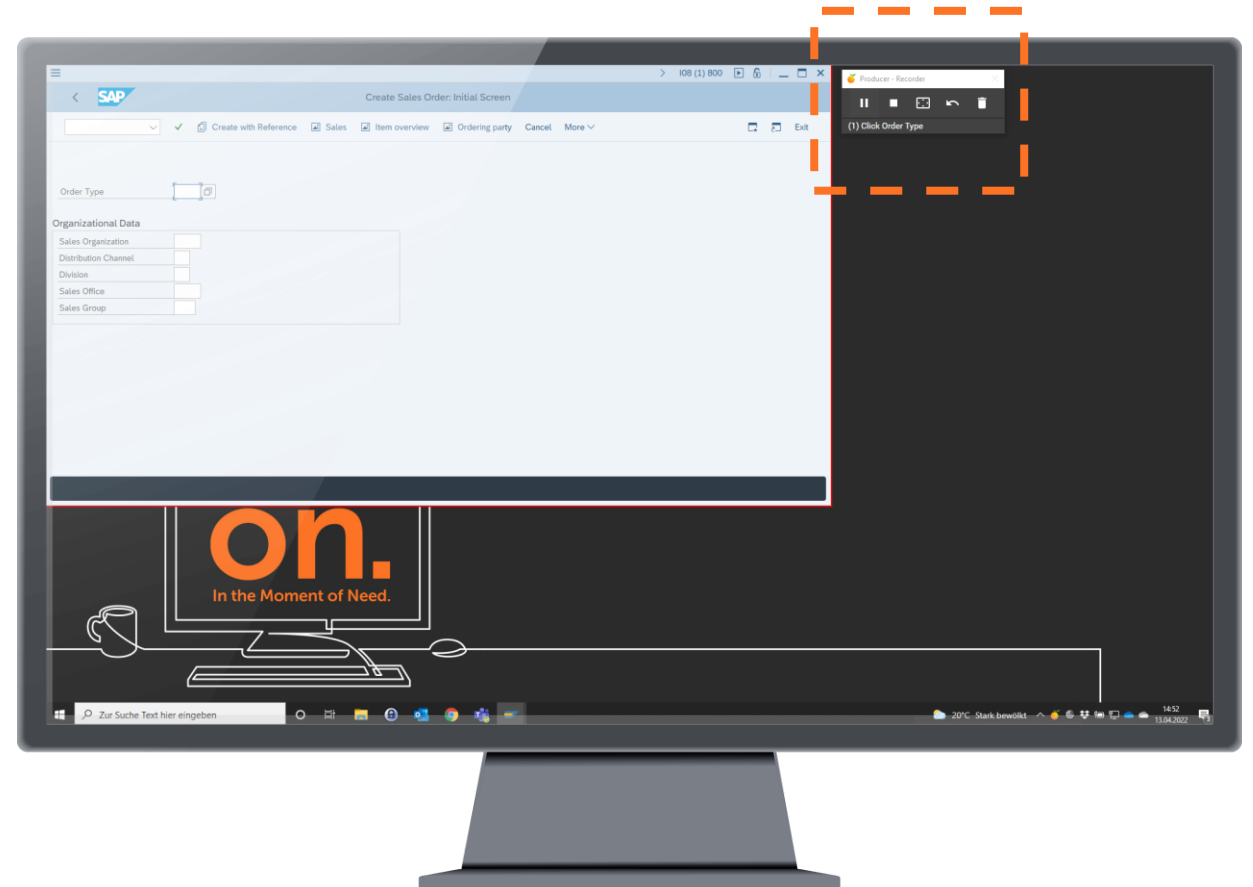 I08 (1) 800
SAP
Create Sales Order: Initial Screen
Create with Reference Sales Item overview Ordering party Cancel More Exit
Order Type
Organizational Data
Sales Organization
Distribution Channel
Division
Sales Office
Sales Group
Producer - Recorder
(1) Click Order Type
on.
In the Moment of Need.
Zur Suche Text hier eingeben
20°C Stark bewölkt
14:52
13.04.2022